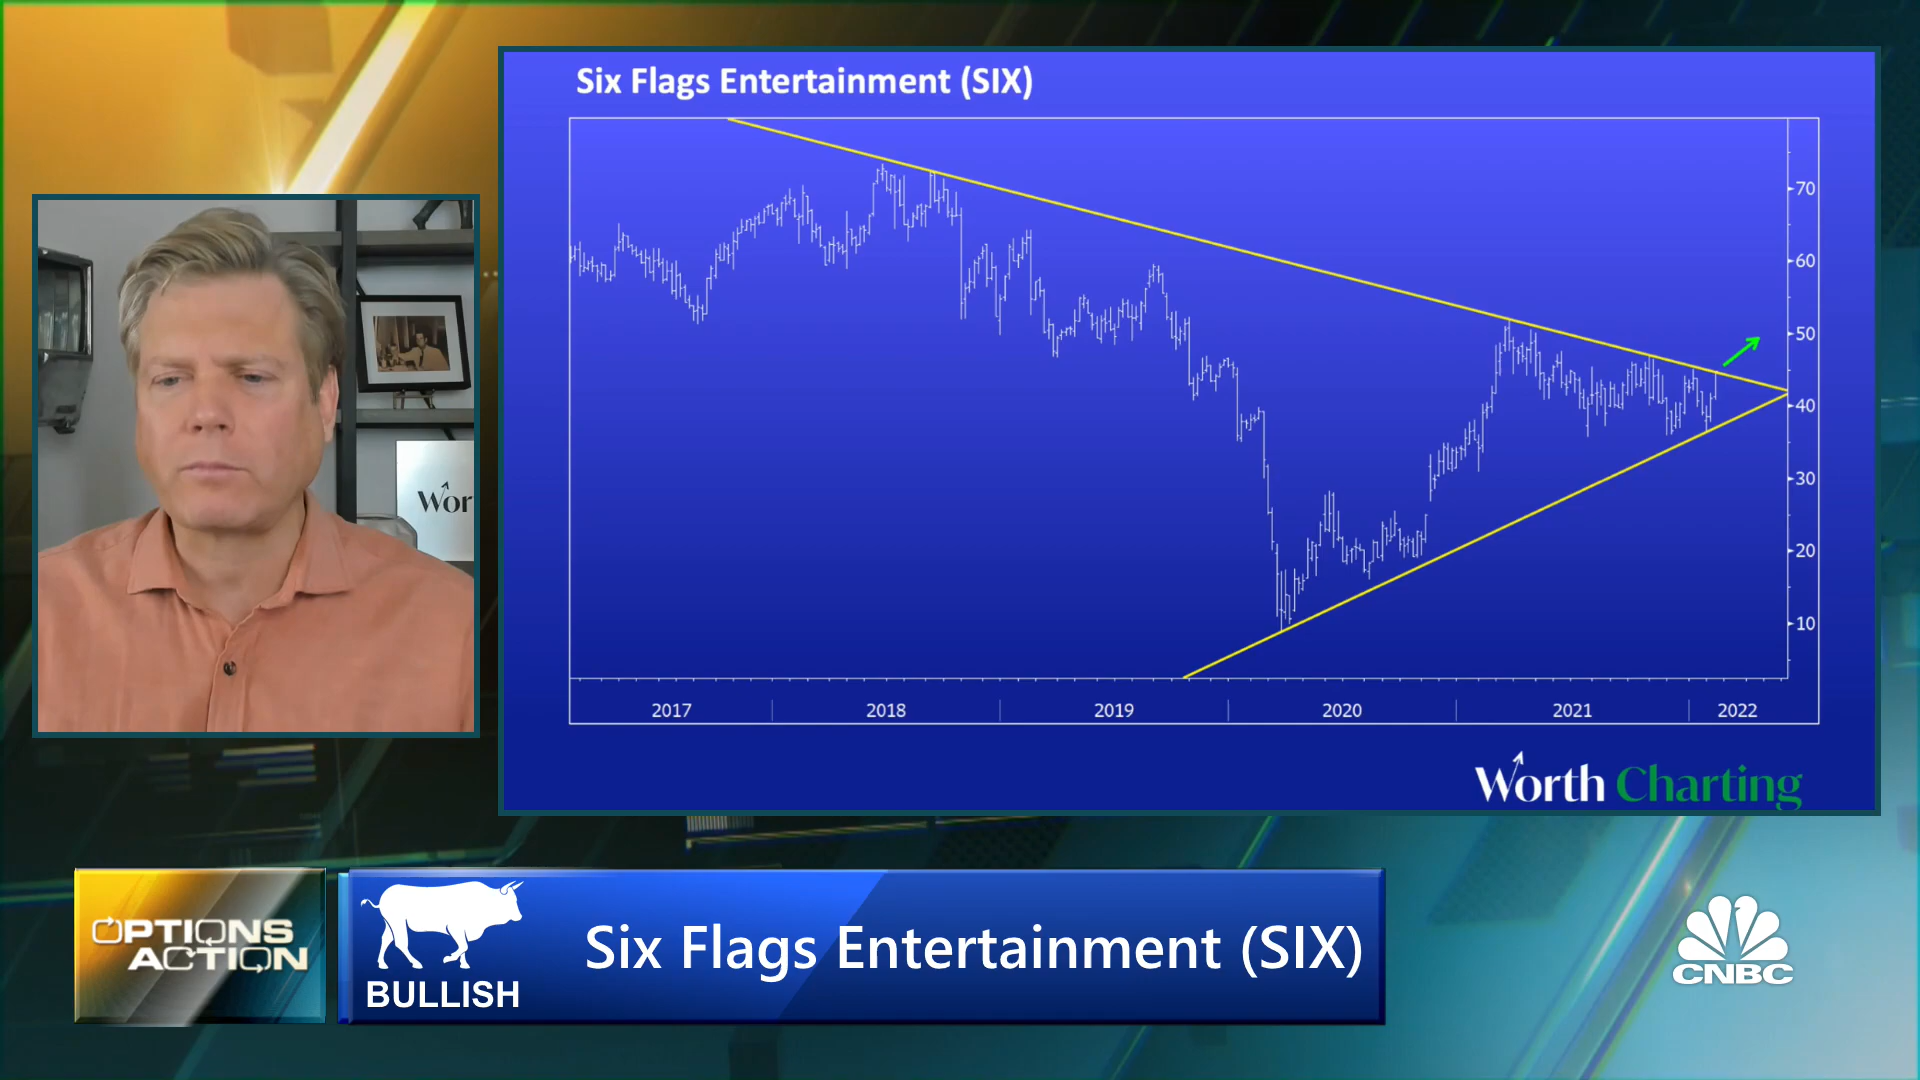 Six Flags Entertainment (SIX)
70
60
50
40
30
20
10
2017 2018 2019 2020 2021 2022
Worth Charting
Wor
OPTIONS
ACTION
BULLISH
Six Flags Entertainment (SIX)
CNBC